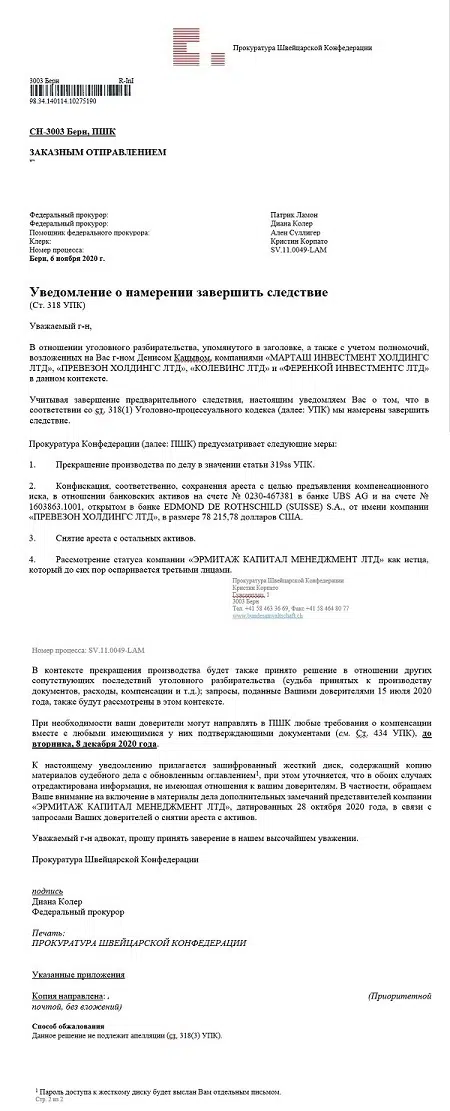 Прокуратура Швейцарской Конфедерации
3003 Берн R-Inl
98.34.140114.10275190
CH-3003 Берн, ПШК
ЗАКАЗНЫМ ОТПРАВЛЕНИЕМ
Федеральный прокурор: Патрик Ламон
Федеральный прокурор: Диана Колер
Помощник федерального прокурора: Ален Суллигер
Клерк: Кристин Корпато
Номер процесса: SV.11.0049-LAM
Берн, 6 ноября 2020 г.
Уведомление о намерении завершить следствие
(Ст. 318 УПК)
Уважаемый г-н,
В отношении уголовного разбирательства, упомянутого в заголовке, а также с учетом полномочий,
возложенных на Вас г-ном Денисом Кацывом, компаниями «МАРТАШ ИНВЕСТМЕНТ ХОЛДИНГС
ЛТД», «ПРЕВЕЗОН ХОЛДИНГС ЛТД», «КОЛЕВИНС ЛТД» и «ФЕРЕНКОЙ ИНВЕСТМЕНТС ЛТД»
в данном контексте.
Учитывая завершение предварительного следствия, настоящим уведомляем Вас о том, что в
соответствии со ст. 318(1) Уголовно-процессуального кодекса (далее: УПК) мы намерены завершить
следствие.
Прокуратура Конфедерации (далее: ПШК) предусматривает следующие меры:
1. Прекращение производства по делу в значении статьи 319ss УПК.
2. Конфискация, соответственно, сохранения ареста с целью предъявления компенсационного
иска, в отношении банковских активов на счете № 0230-467381 в банке UBS AG и на счете №
1603863.1001, открытом в банке EDMOND DE ROTHSCHILD (SUISSE) S.A., от имени компании
«ПРЕВЕЗОН ХОЛДИНГС ЛТД», в размере 78 215,78 долларов США.
3. Снятие ареста с остальных активов.
4. Рассмотрение статуса компании «ЭРМИТАЖ КАПИТАЛ МЕНЕДЖМЕНТ ЛТД» как истца,
который до сих пор оспаривается третьими лицами.
Прокуратура Швейцарской Конфедерации
Кристин Корпато
3003 Берн
Тел. +41 58 463 36 69, Факс +41 58 464 80 77
www.bundesanwaltschaft.ch
Номер процесса: SV.11.0049-LAM
В контексте прекращения производства будет также принято решение в отношении других
сопутствующих последствий уголовного разбирательства (судьба принятых к производству
документов, расходы, компенсации и т.д.); запросы, поданные Вашими доверителями 15 июля 2020
года, также будут рассмотрены в этом контексте.
При необходимости ваши доверители могут направлять в ПШК любые требования о компенсации
вместе с любыми имеющимися у них подтверждающими документами (см. Ст. 434 УПК), до
вторника, 8 декабря 2020 года.
К настоящему уведомлению прилагается зашифрованный жесткий диск, содержащий копию
материалов судебного дела с обновленным оглавлением¹, при этом уточняется, что в обоих случаях
отредактирована информация, не имеющая отношения к вашим доверителям. В частности, обращаем
Ваше внимание на включение в материалы дела дополнительных замечаний представителей компании
«ЭРМИТАЖ КАПИТАЛ МЕНЕДЖМЕНТ ЛТД», датированных 28 октября 2020 года, в связи с
запросами Ваших доверителей о снятии ареста с активов.
Уважаемый г-н адвокат, прошу принять заверение в нашем высочайшем уважении.
Прокуратура Швейцарской Конфедерации
подпись
Диана Колер
Федеральный прокурор
Печать:
ПРОКУРАТУРА ШВЕЙЦАРСКОЙ КОНФЕДЕРАЦИИ
Указанные приложения
Копия направлена: , (Приоритетной
почтой, без вложений)
Способ обжалования
Данное решение не подлежит апелляции (ст. 318(3) УПК).
¹ Пароль доступа к жесткому диску будет выслан Вам отдельным письмом.
Стр. 2 из 2